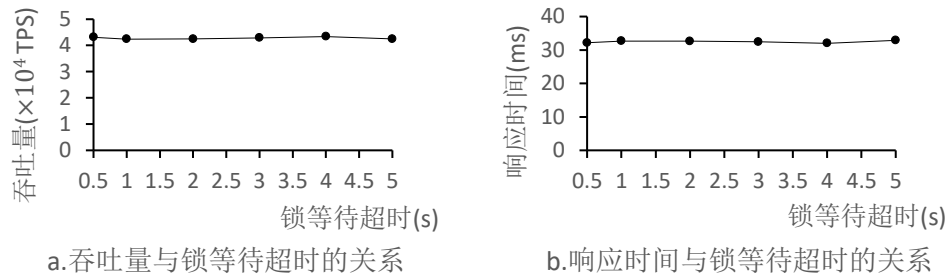 吞吐量(×10⁴ TPS)
5
4
3
2
1
0
0.5 1 1.5 2 2.5 3 3.5 4 4.5 5
锁等待超时(s)
a.吞吐量与锁等待超时的关系
响应时间(ms)
40
30
20
10
0
0.5 1 1.5 2 2.5 3 3.5 4 4.5 5
锁等待超时(s)
b.响应时间与锁等待超时的关系